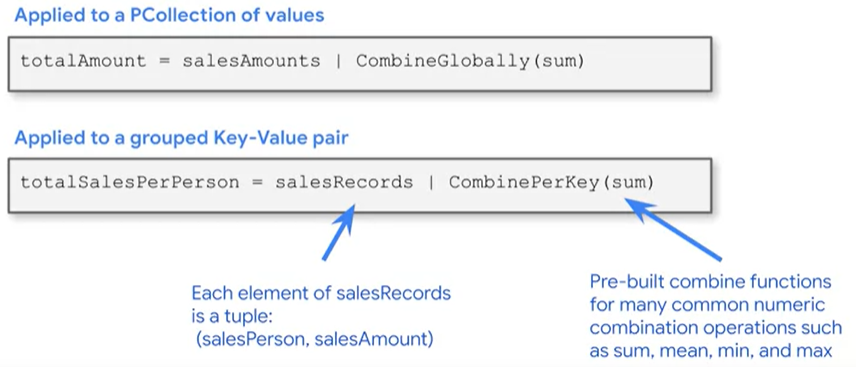 Applied to a PCollection of values
totalAmount = salesAmounts | CombineGlobally(sum)
Applied to a grouped Key-Value pair
totalSalesPerPerson = salesRecords | CombinePerKey(sum)
Each element of salesRecords
is a tuple:
(salesPerson, salesAmount)
Pre-built combine functions
for many common numeric
combination operations such
as sum, mean, min, and max